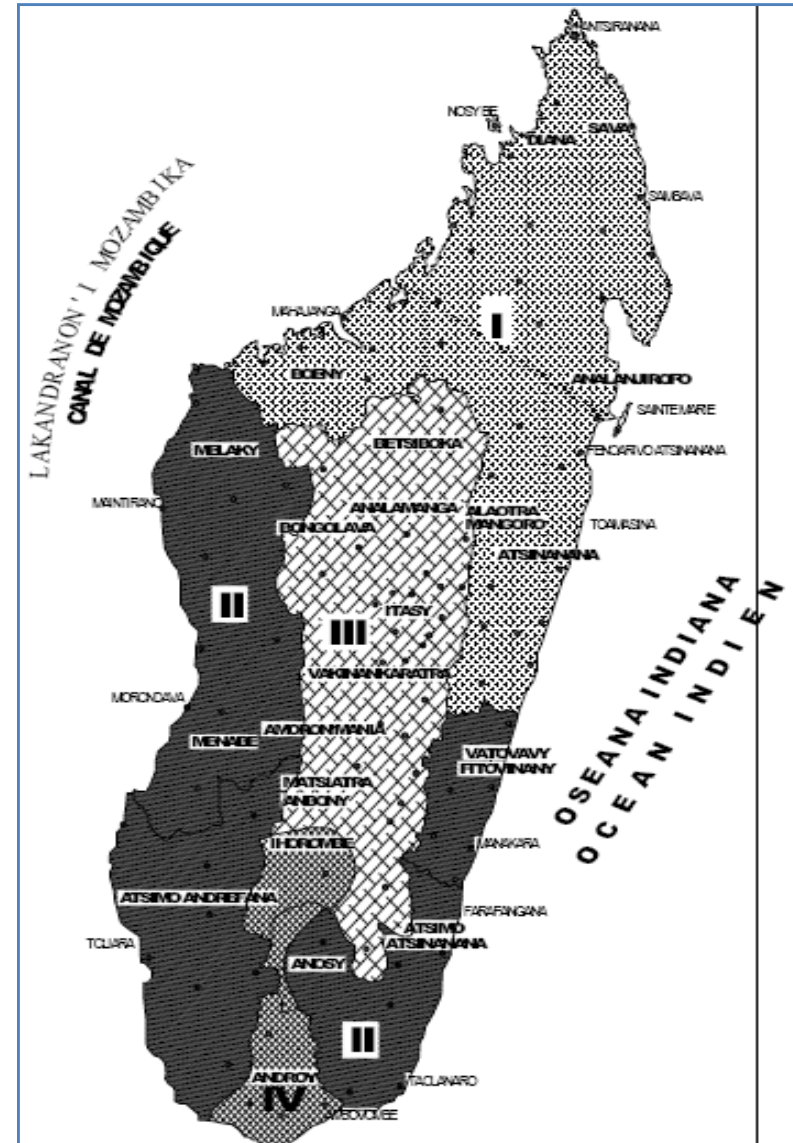 ANTSIRANANA
NOSY BE
DIANA
SAVA
SAMBAVA
LAKANDRANON' I MOZAMBIKA
CANAL DE MOZAMBIQUE
MAHAJANGA
I
BOENY
ANALANJIROFO
SAINTE MARIE
BETSIBOKA
MELAKY
FENOARIVO ATSINANANA
MAINTIRANO
ANALAMANGA
ALAOTRA
MANGORO
BONGOLAVA
TOAMASINA
ATSINANANA
II
III
ITASY
OSEANA INDIANA
OCEAN INDIEN
VAKINANKARATRA
MORONDAVA
MENABE
AMORON'MANIA
VATOVAVY
FITOVINANY
MATSIATRA
AMBONY
IHOROMBE
MANAKARA
ATSIMO ANDREFANA
FARAFANGANA
ATSIMO
ATSINANANA
TOLIARA
ANOSY
II
ANDROY
TAOLANARO
IV
AMBOVOMBE